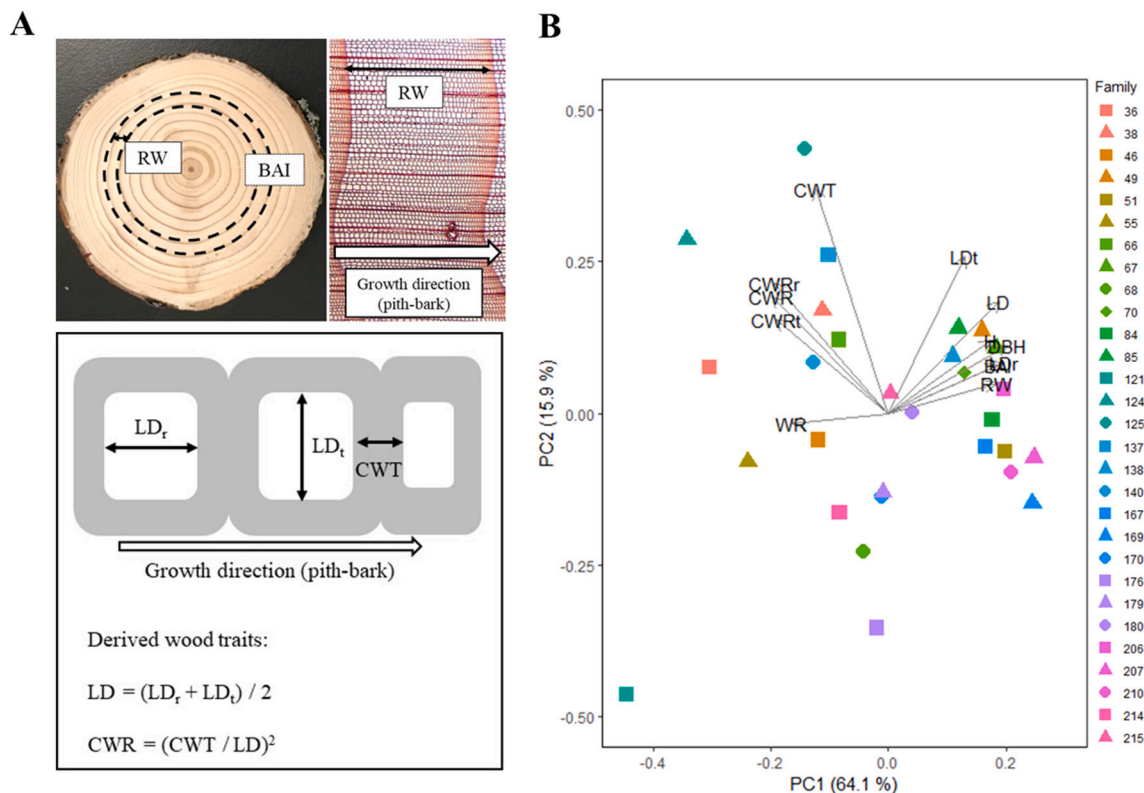 A
RW
BAI
RW
Growth direction
(pith-bark)
LDr
LDt
CWT
Growth direction (pith-bark)
Derived wood traits:
LD = (LDr + LDt) / 2
CWR = (CWT / LD)2
B
PC2 (15.9 %)
0.50
0.25
0.00
-0.25
-0.50
CWT
LDt
CWRr
CWR
CWRt
LD
H
DBH
LDr
BAI
RW
WR
-0.4
-0.2
0.0
0.2
PC1 (64.1 %)
Family
36
38
46
49
51
55
66
67
68
70
84
85
121
124
125
137
138
140
167
169
170
176
179
180
206
207
210
214
215